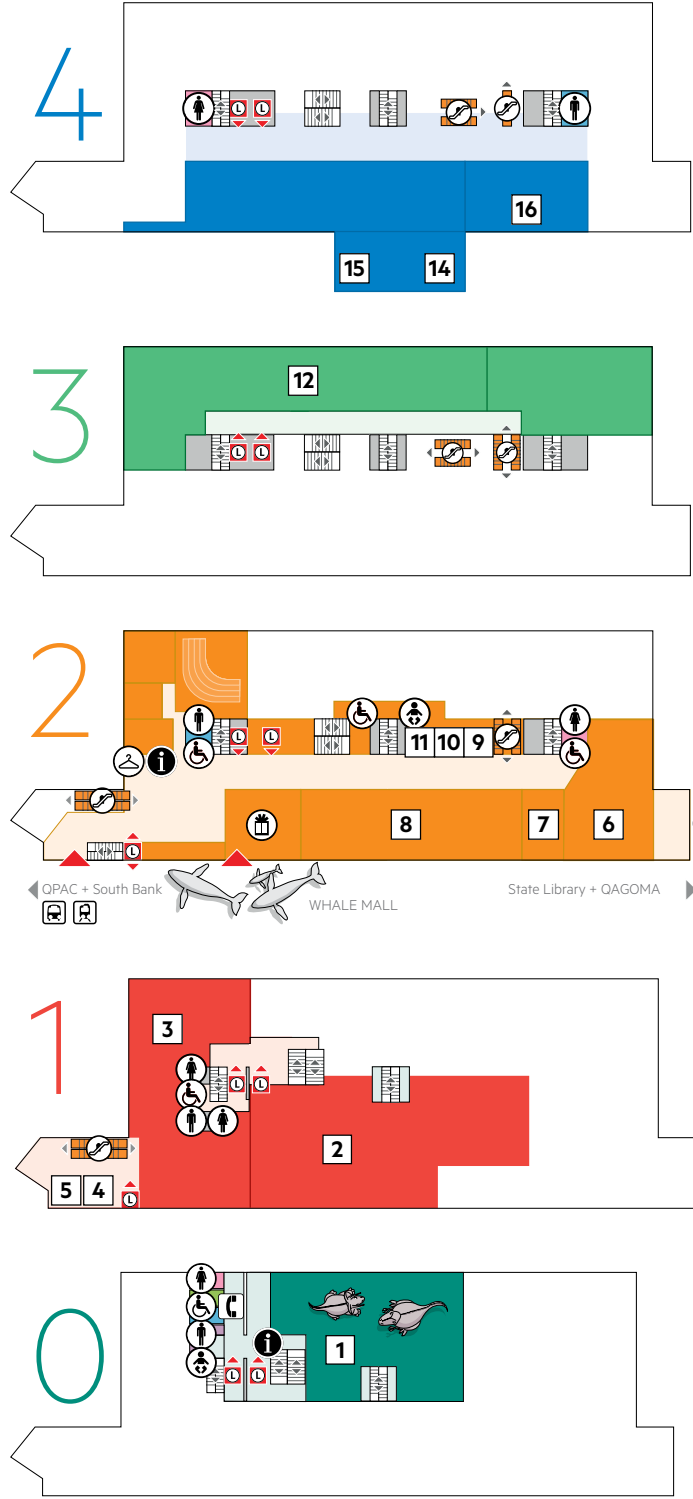 4
L L
16
15 14
3
12
L L
2
L L
11 10 9
i
8 7 6
L
QPAC + South Bank
WHALE MALL
State Library + QAGOMA
1
3
L L
2
5 4
L
0
i
1
L L